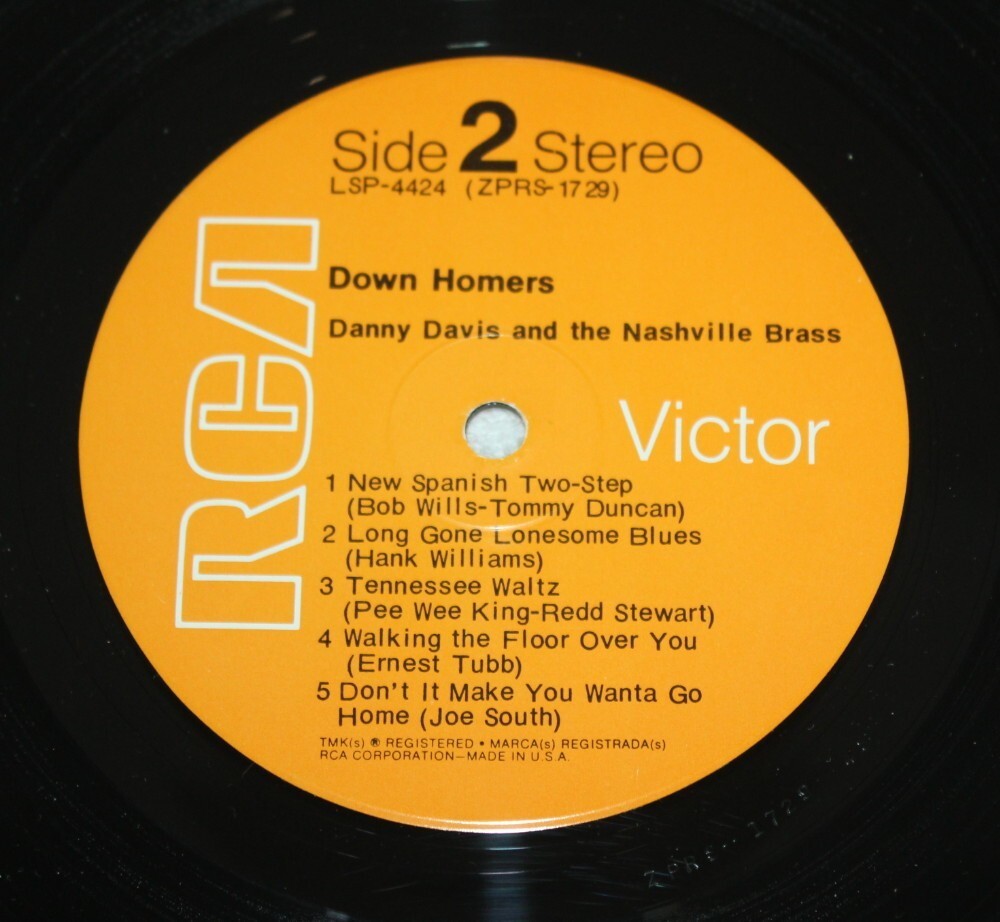 Side 2 Stereo
LSP-4424 (ZPRS-1729)
RCA
Down Homers
Danny Davis and the Nashville Brass
Victor
1 New Spanish Two-Step
(Bob Wills-Tommy Duncan)
2 Long Gone Lonesome Blues
(Hank Williams)
3 Tennessee Waltz
(Pee Wee King-Redd Stewart)
4 Walking the Floor Over You
(Ernest Tubb)
5 Don't It Make You Wanta Go
Home (Joe South)
TMK(s) ® REGISTERED • MARCA(s) REGISTRADA(s)
RCA CORPORATION—MADE IN U.S.A.